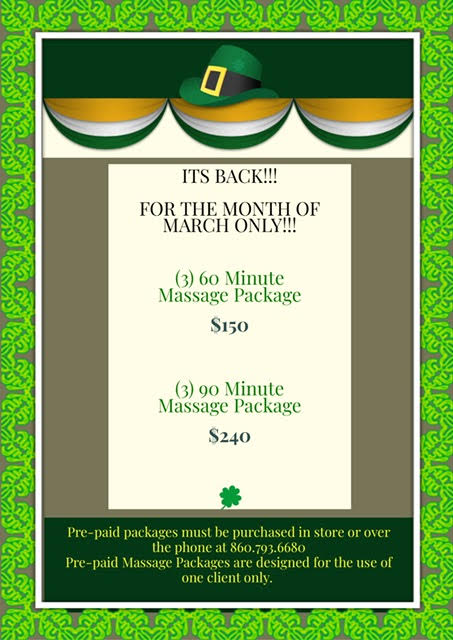 ITS BACK!!!
FOR THE MONTH OF
MARCH ONLY!!!
(3) 60 Minute
Massage Package
$150
(3) 90 Minute
Massage Package
$240
Pre-paid packages must be purchased in store or over
the phone at 860.793.6680
Pre-paid Massage Packages are designed for the use of
one client only.